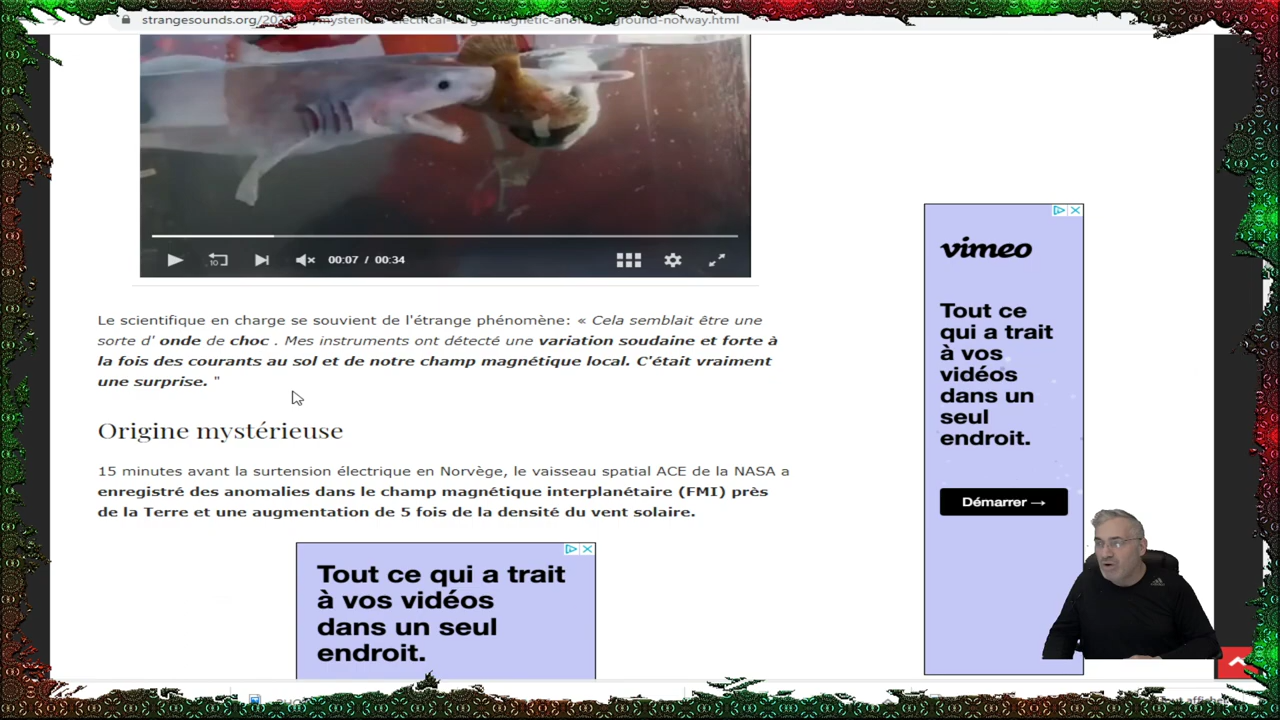 strangesounds.org/20
00:07 / 00:34
Le scientifique en charge se souvient de l'étrange phénomène: « Cela semblait être une
sorte d' onde de choc . Mes instruments ont détecté une variation soudaine et forte à
la fois des courants au sol et de notre champ magnétique local. C'était vraiment
une surprise. "
Origine mystérieuse
15 minutes avant la surtension électrique en Norvège, le vaisseau spatial ACE de la NASA a
enregistré des anomalies dans le champ magnétique interplanétaire (FMI) près
de la Terre et une augmentation de 5 fois de la densité du vent solaire.
Tout ce qui a trait
à vos vidéos
dans un seul
endroit.
vimeo
Tout ce
qui a trait
à vos
vidéos
dans un
seul
endroit.
Démarrer →